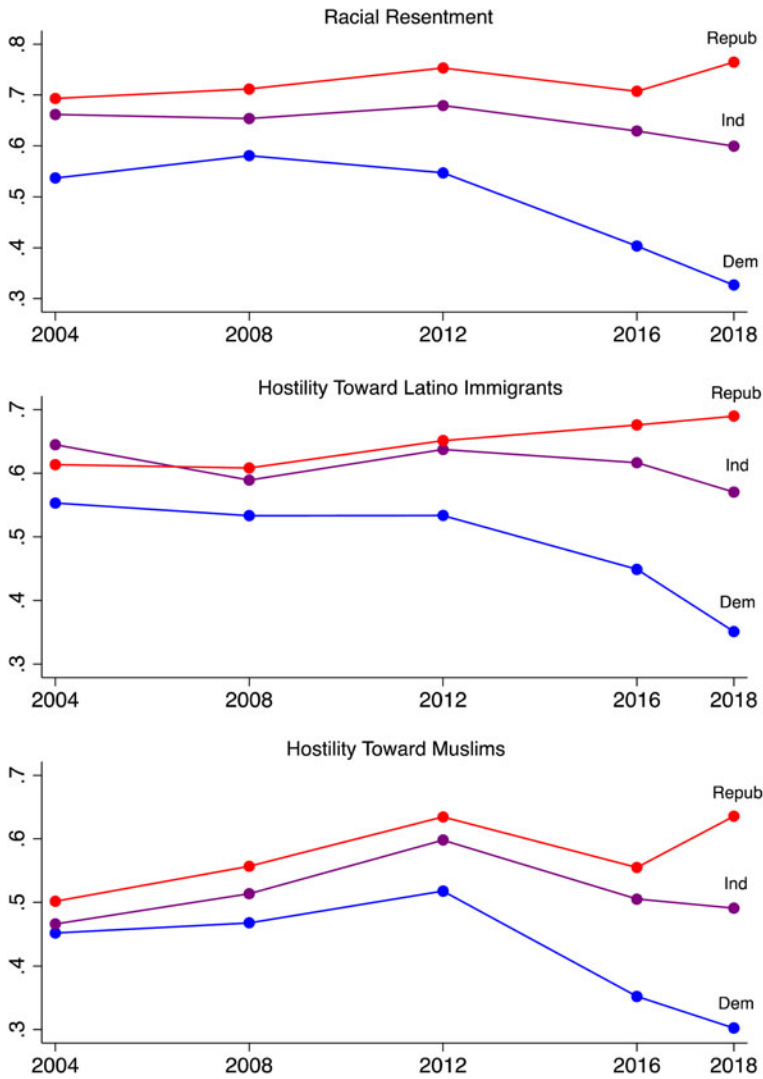 Racial Resentment
.8
.7
.6
.5
.4
.3
Repub
Ind
Dem
2004 2008 2012 2016 2018
Hostility Toward Latino Immigrants
.7
.6
.5
.4
.3
Repub
Ind
Dem
2004 2008 2012 2016 2018
Hostility Toward Muslims
.7
.6
.5
.4
.3
Repub
Ind
Dem
2004 2008 2012 2016 2018